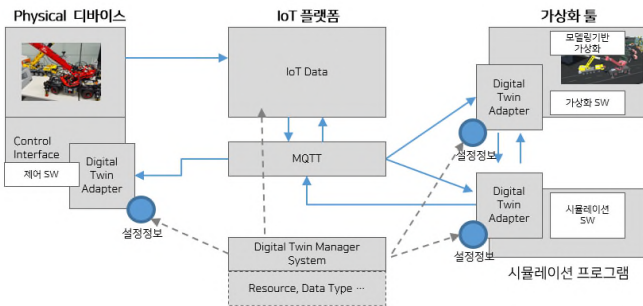 Physical 디바이스
IoT 플랫폼
가상화 툴
IoT Data
모델링기반
가상화
Digital
Twin
Adapter
가상화 SW
설정정보
Control
Interface
제어 SW
Digital
Twin
Adapter
설정정보
MQTT
Digital
Twin
Adapter
시뮬레이션
SW
설정정보
Digital Twin Manager
System
Resource, Data Type ···
시뮬레이션 프로그램